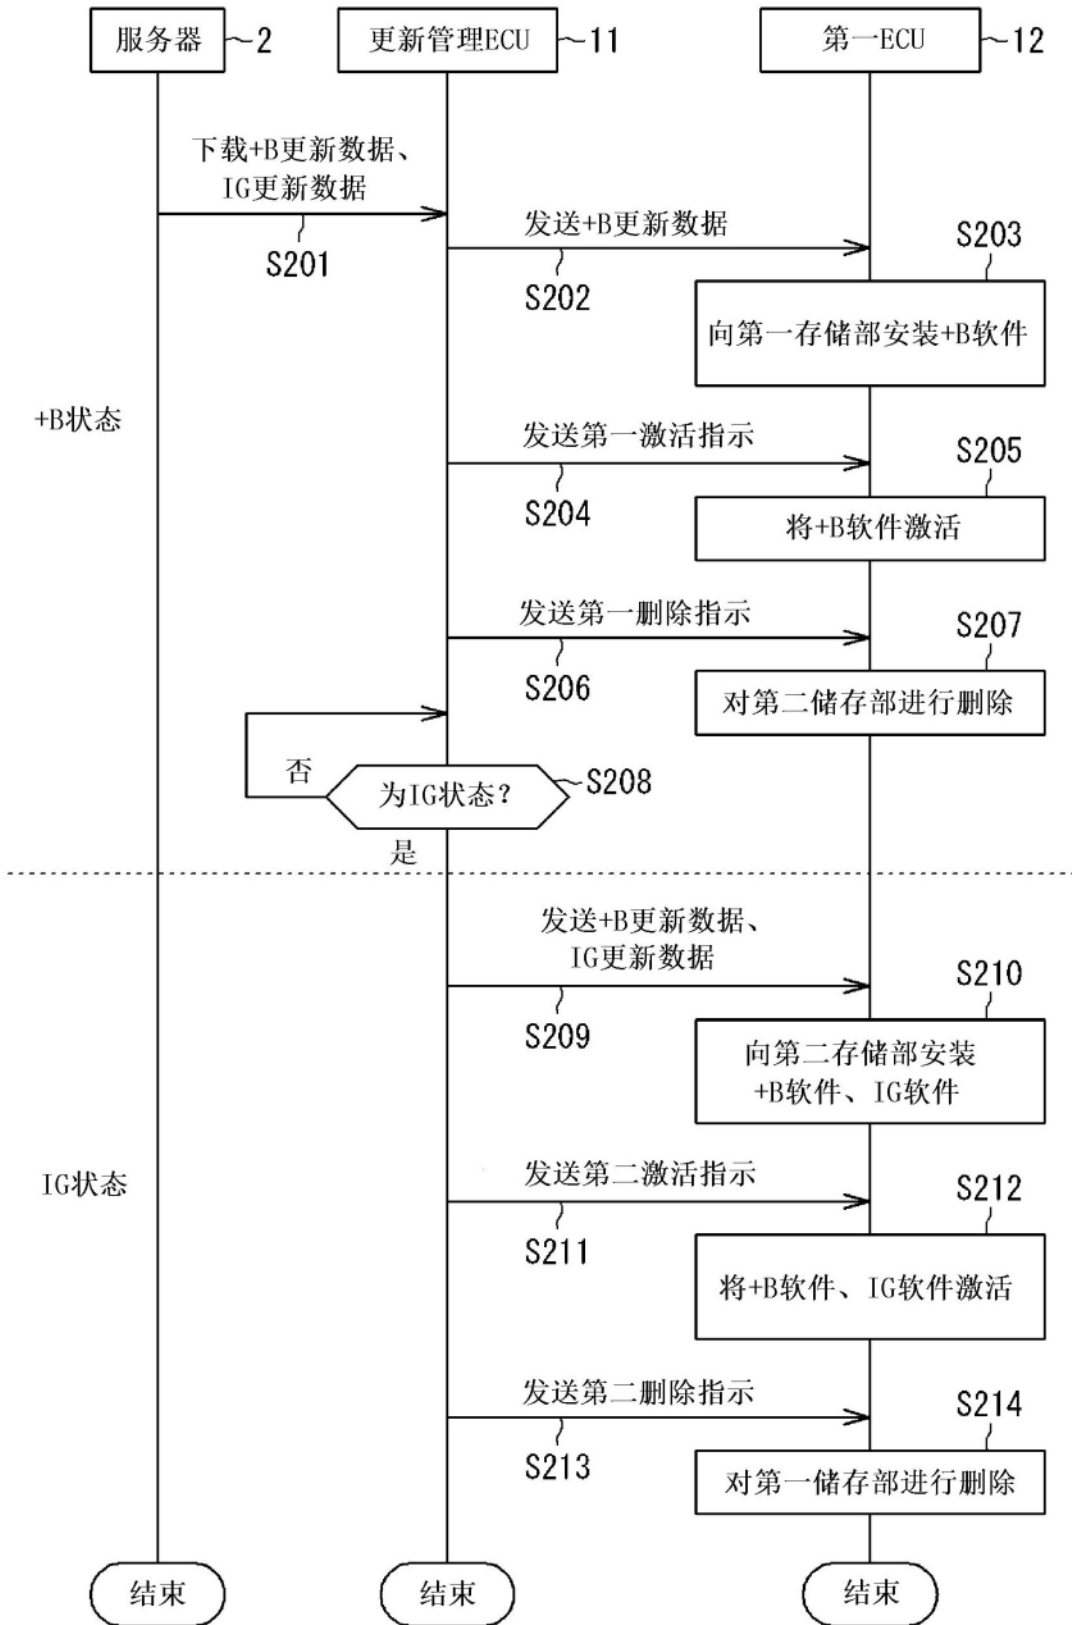 服务器 2
更新管理ECU 11
第一ECU 12
下载+B更新数据、
IG更新数据
S201
发送+B更新数据
S202
S203
向第一存储部安装+B软件
+B状态
发送第一激活指示
S204
S205
将+B软件激活
发送第一删除指示
S206
S207
对第二储存部进行删除
否
为IG状态?
S208
是
发送+B更新数据、
IG更新数据
S209
S210
向第二存储部安装
+B软件、IG软件
IG状态
发送第二激活指示
S211
S212
将+B软件、IG软件激活
发送第二删除指示
S213
S214
对第一储存部进行删除
结束
结束
结束